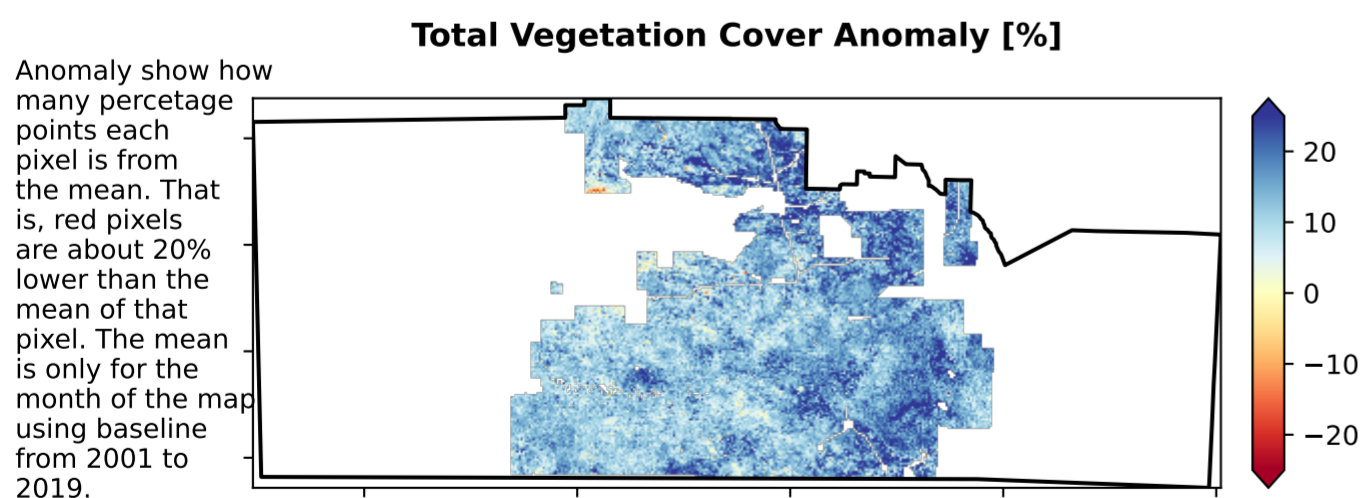 Total Vegetation Cover Anomaly [%]
Anomaly show how
many percetage
points each
pixel is from
the mean. That
is, red pixels
are about 20%
lower than the
mean of that
pixel. The mean
is only for the
month of the map
using baseline
from 2001 to
2019.
20
10
0
−10
−20